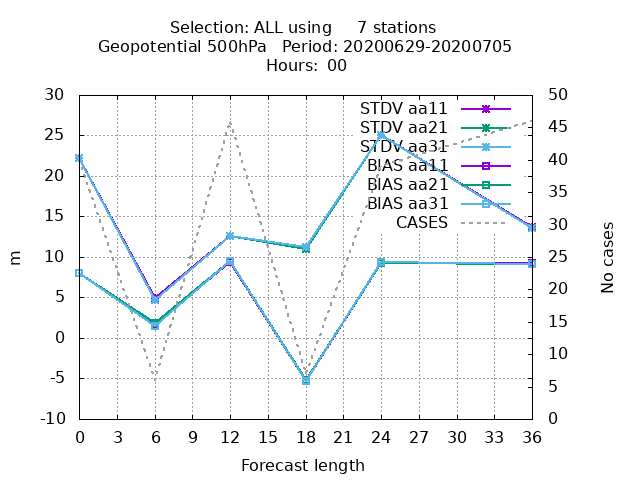 Selection: ALL using     7 stations
Geopotential 500hPa   Period: 20200629-20200705
Hours: 00
30
25
20
15
10
5
0
-5
-10
m
50
45
40
35
30
25
20
15
10
5
0
No cases
STDV aa11
STDV aa21
STDV aa31
BIAS aa11
BIAS aa21
BIAS aa31
CASES
0 3 6 9 12 15 18 21 24 27 30 33 36
Forecast length